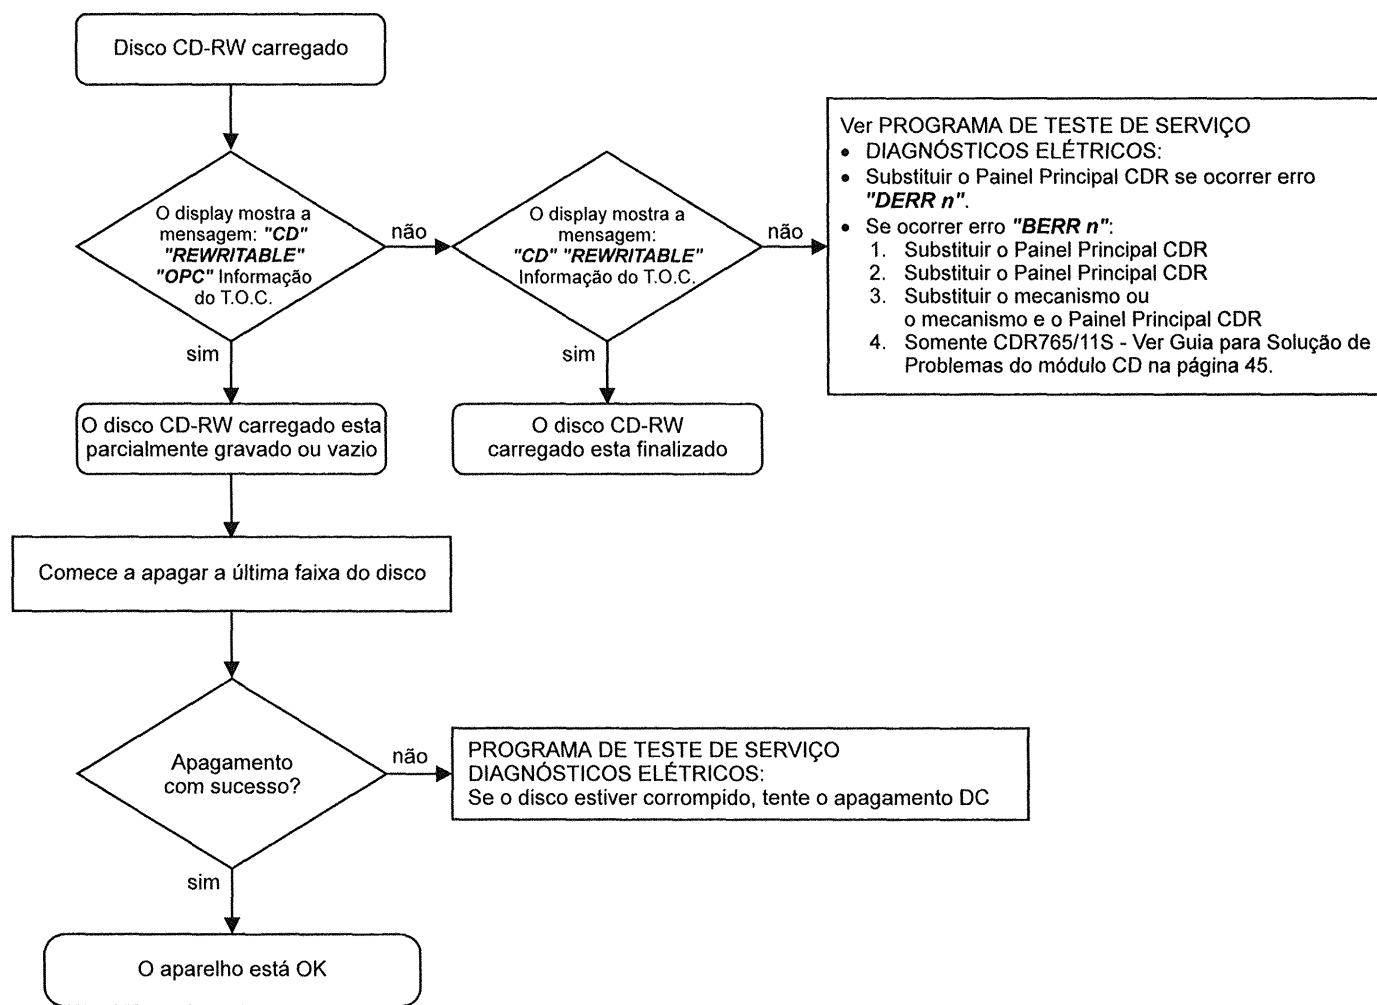 Disco CD-RW carregado
O display mostra a
mensagem: "CD"
"REWRITABLE"
"OPC" Informação
do T.O.C.
não
sim
O display mostra a
mensagem:
"CD" "REWRITABLE"
Informação do T.O.C.
não
sim
Ver PROGRAMA DE TESTE DE SERVIÇO
• DIAGNÓSTICOS ELÉTRICOS:
• Substituir o Painel Principal CDR se ocorrer erro
"DERR n".
• Se ocorrer erro "BERR n":
1. Substituir o Painel Principal CDR
2. Substituir o Painel Principal CDR
3. Substituir o mecanismo ou
o mecanismo e o Painel Principal CDR
4. Somente CDR765/11S - Ver Guia para Solução de
Problemas do módulo CD na página 45.
O disco CD-RW carregado esta
parcialmente gravado ou vazio
O disco CD-RW
carregado esta finalizado
Comece a apagar a última faixa do disco
Apagamento
com sucesso?
não
sim
PROGRAMA DE TESTE DE SERVIÇO
DIAGNÓSTICOS ELÉTRICOS:
Se o disco estiver corrompido, tente o apagamento DC
O aparelho está OK